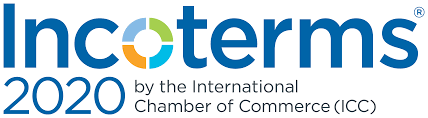 Incoterms®
2020 by the International
Chamber of Commerce (ICC)